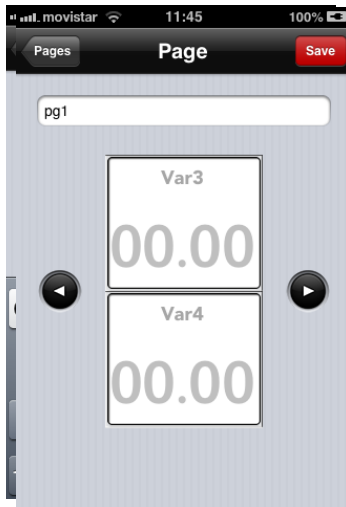 movistar 11:45 100%
Pages Page Save
pg1
Var3
00.00
Var4
00.00